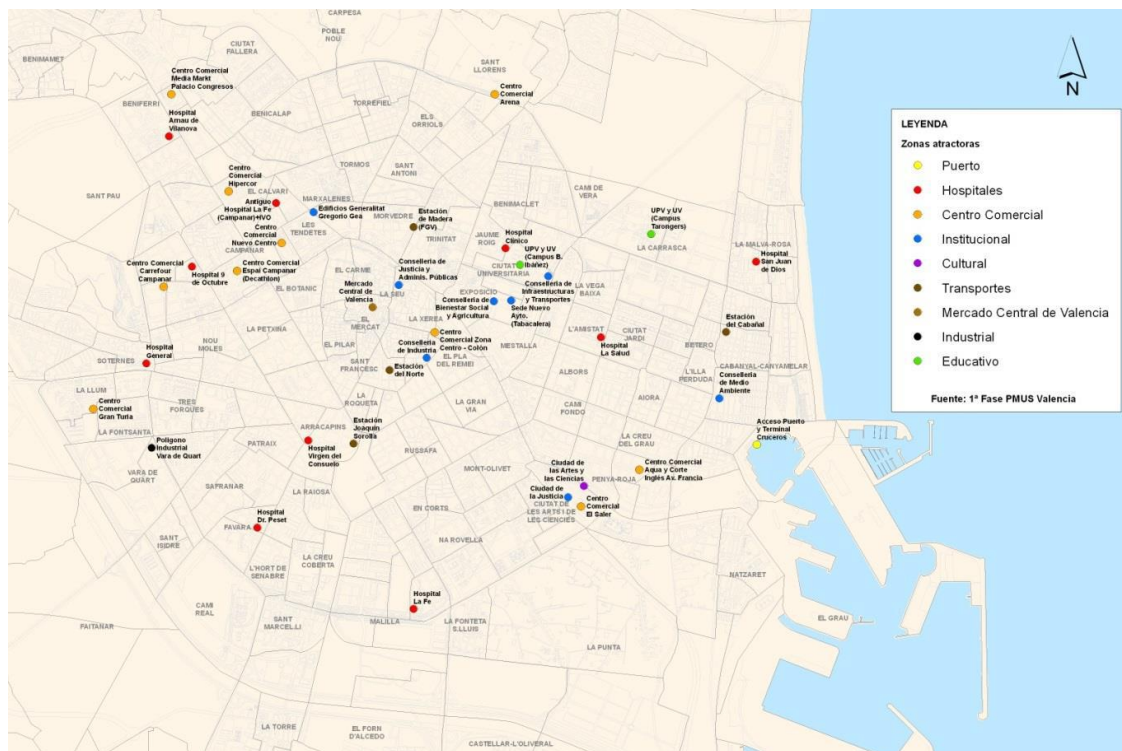 CARPESA
POBLE
NOU
CIUTAT
FALLERA
BENIMAMET
SANT
LLORENS
Centro Comercial
Media Markt
Palacio Congresos
BENIFERRI
Centro
Comercial
Arena
TORREFIEL
Hospital
Arnau de
Vilanova
BENICALAP
ELS
ORRIOLS
N
LEYENDA
Zonas atractoras
Puerto
Hospitales
Centro Comercial
Institucional
Cultural
Transportes
Mercado Central de Valencia
Industrial
Educativo
Fuente: 1ª Fase PMUS Valencia
TORMOS
SANT
ANTONI
Centro
Comercial
Hipercor
SANT PAU
EL CALVARI
CAMI DE
VERA
Antigüo
Hospital La Fe
(Campanar)+IVO
MARXALENES
Edificios Generalitat
Gregorio Gea
LES
TENDETES
MORVEDRE
Estación
de Madera
(FGV)
TRINITAT
BENIMACLET
UPV y UV
(Campus
Tarongers)
LA CARRASCA
Centro
Comercial
Nuevo Centro
CAMPANAR
JAUME
ROIG
Hospital
Clínico
UPV y UV
(Campus B.
Ibáñez)
CIUTAT
UNIVERSITARIA
LA MALVA-ROSA
Hospital
San Juan
de Dios
Centro Comercial
Carrefour
Campanar
Hospital 9
de Octubre
Centro Comercial
Espai Campanar
(Decathlon)
EL CARME
Conselleria de
Justicia y
Adminis. Públicas
Conselleria de
Infraestructuras
y Transportes
LA VEGA
BAIXA
EL BOTANIC
Mercado
Central de
Valencia
LA SEU
EXPOSICIO
Conselleria de
Bienestar Social
y Agricultura
Sede Nuevo
Ayto.
(Tabacalera)
EL
MERCAT
LA XEREA
LA PETXINA
Centro
Comercial Zona
Centro - Colón
L'AMISTAT
CIUTAT
JARDI
Estación
del Cabañal
BETERO
NOU
MOLES
EL PILAR
Conselleria
de Industria
EL PLA
DEL REMEI
MESTALLA
Hospital
La Salud
Hospital
General
SOTERNES
SANT
FRANCESC
Estación
del Norte
ALBORS
L'ILLA
PERDUDA
CABANYAL-CANYAMELAR
Conselleria
de Medio
Ambiente
LA LLUM
Centro
Comercial
Gran Turia
TRES
FORQUES
LA
ROQUETA
LA GRAN
VIA
CAMI
FONDO
AIORA
LA FONTSANTA
Polígono
Industrial
Vara de Quart
PATRAIX
ARRACAPINS
Estación
Joaquín
Sorolla
Hospital
Virgen del
Consuelo
RUSSAFA
LA CREU
DEL GRAU
Acceso Puerto
y Terminal
Cruceros
VARA DE
QUART
MONT-OLIVET
Ciudad de
las Artes y
las Ciencias
PENYA-ROJA
Centro Comercial
Aqua y Corte
Inglés Av. Francia
SAFRANAR
LA RAIOSA
Ciudad de
la Justicia
CIUTAT DE
LES ARTS I DE
LES CIENCIES
Centro
Comercial
El Saler
EN CORTS
Hospital
Dr. Peset
FAVARA
SANT
ISIDRE
NA ROVELLA
L'HORT DE
SENABRE
LA CREU
COBERTA
NATZARET
CAMI
REAL
Hospital
La Fe
FAITANAR
SANT
MARCEL.LI
MALILLA
LA FONTETA
S.LLUIS
EL GRAU
LA PUNTA
LA TORRE
EL FORN
D'ALCEDO
CASTELLAR-L'OLIVERAL